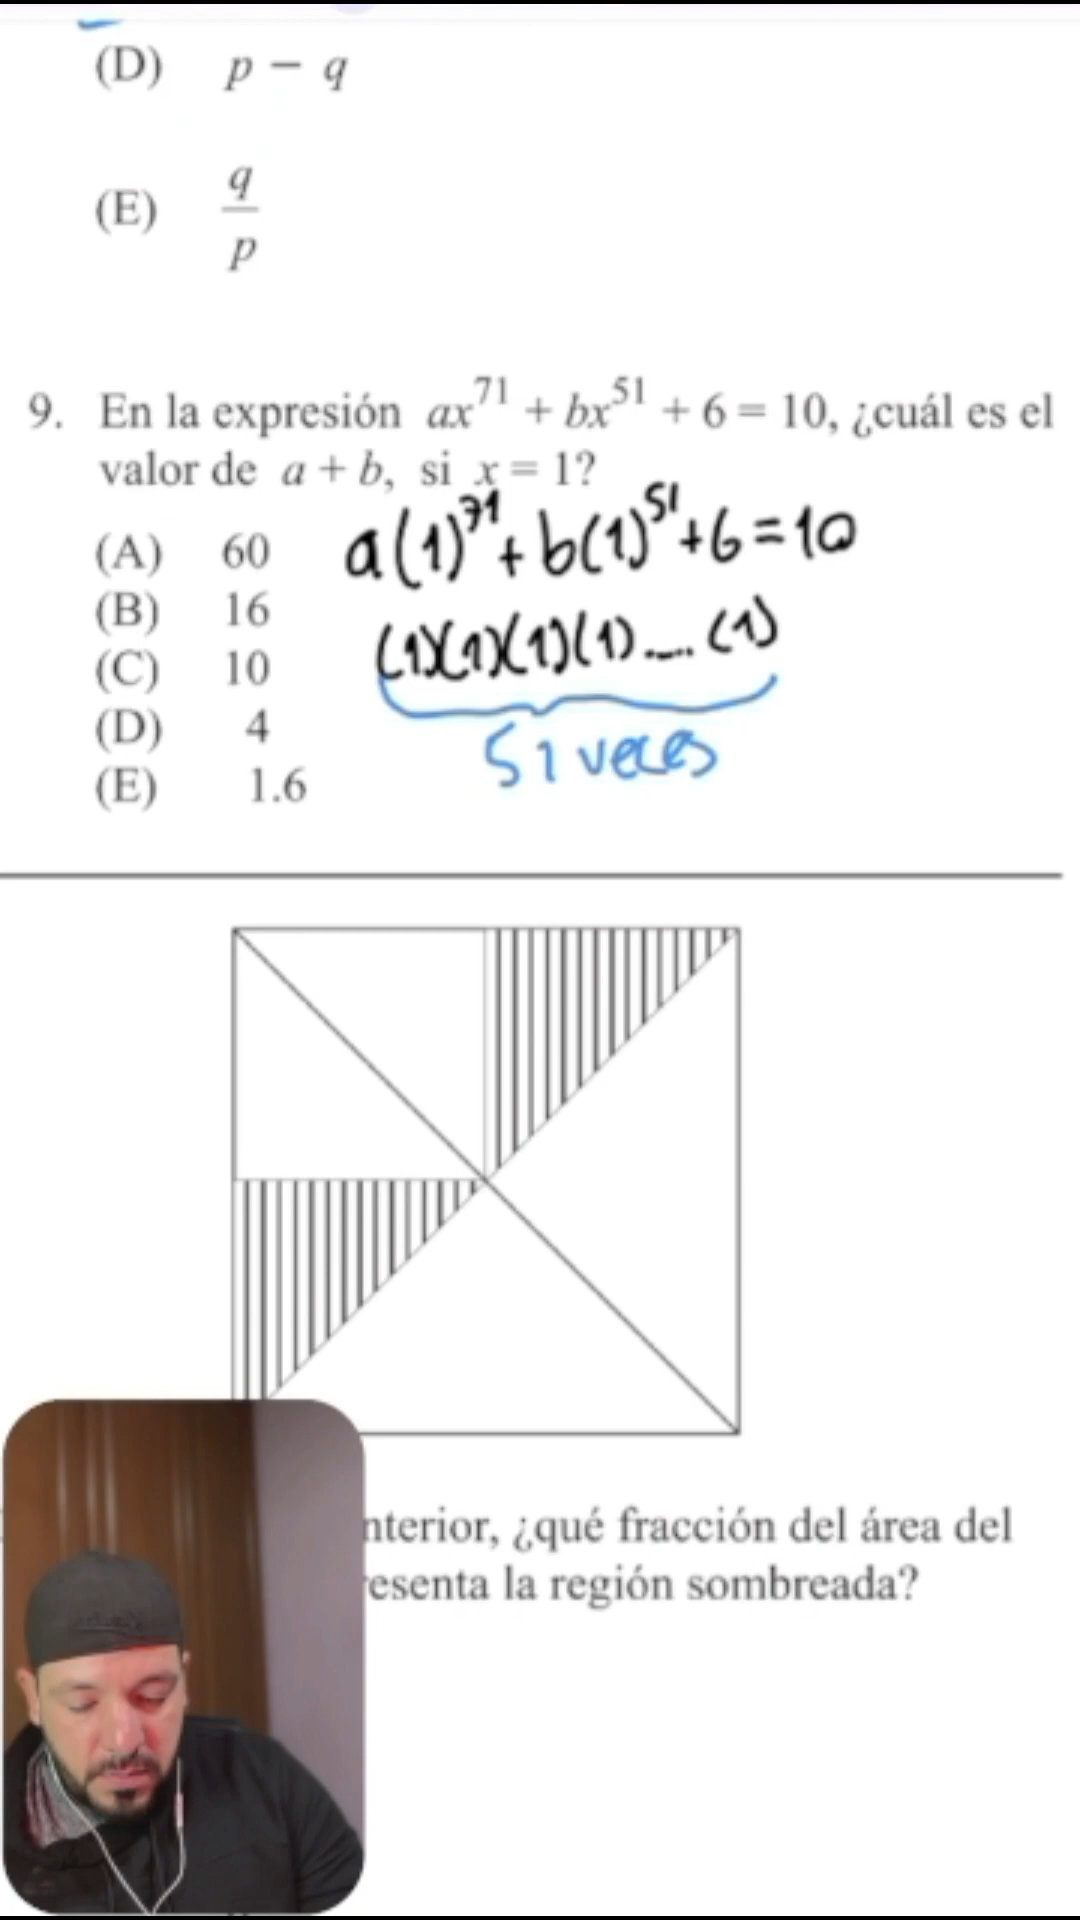 (D) p − q
(E) q/p
9. En la expresión ax^71 + bx^51 + 6 = 10, ¿cuál es el
valor de a + b, si x = 1?
a(1)^71 + b(1)^51 + 6 = 10
(A) 60
(B) 16
(1)(1)(1)(1)....(1)
(C) 10
(D) 4
51 veces
(E) 1.6
nterior, ¿qué fracción del área del
esenta la región sombreada?